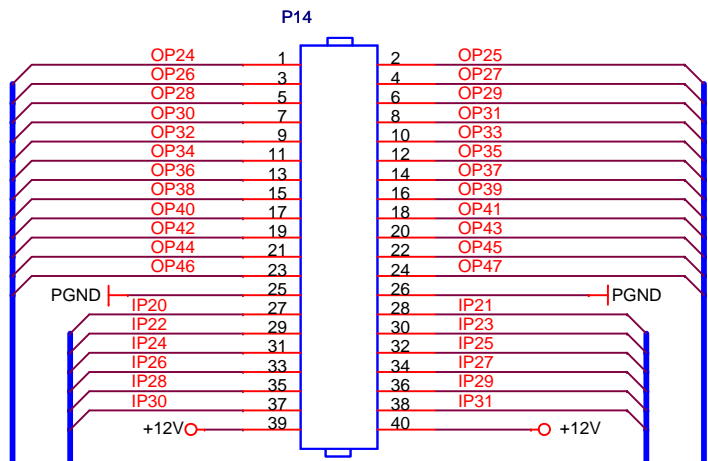 P14
OP24 1 2 OP25
OP26 3 4 OP27
OP28 5 6 OP29
OP30 7 8 OP31
OP32 9 10 OP33
OP34 11 12 OP35
OP36 13 14 OP37
OP38 15 16 OP39
OP40 17 18 OP41
OP42 19 20 OP43
OP44 21 22 OP45
OP46 23 24 OP47
PGND 25 26 PGND
IP20 27 28 IP21
IP22 29 30 IP23
IP24 31 32 IP25
IP26 33 34 IP27
IP28 35 36 IP29
IP30 37 38 IP31
+12V 39 40 +12V